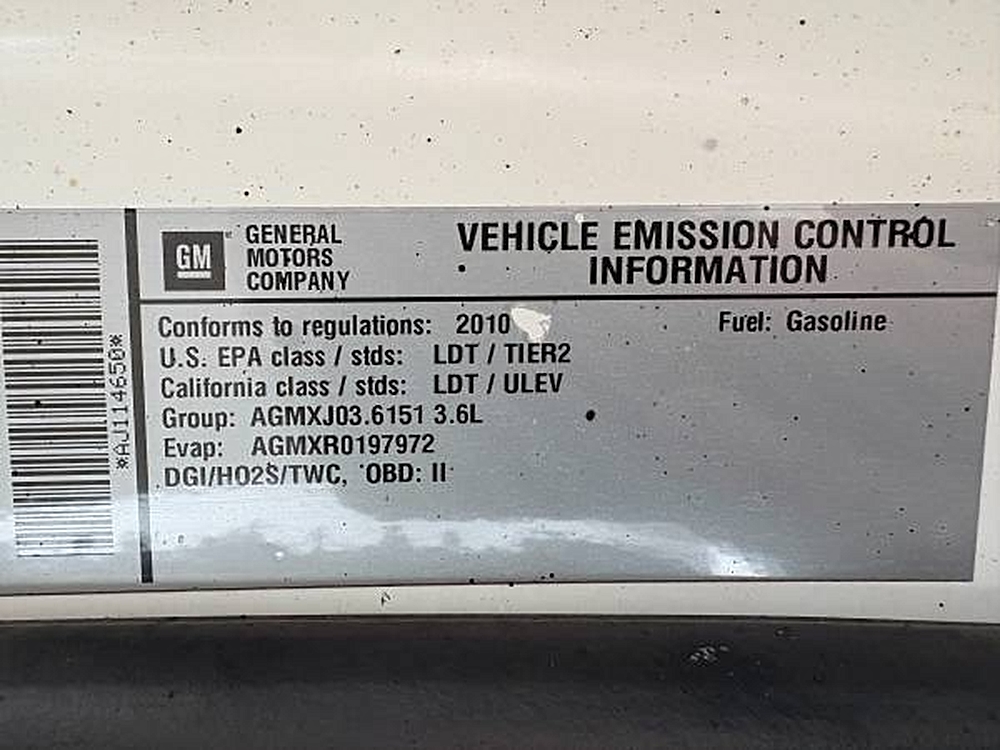 *AJ114650*
GM
GENERAL
MOTORS
COMPANY
VEHICLE EMISSION CONTROL
INFORMATION
Conforms to regulations: 2010
Fuel: Gasoline
U.S. EPA class / stds: LDT / TIER2
California class / stds: LDT / ULEV
Group: AGMXJ03.6151 3.6L
Evap: AGMXR0197972
DGI/HO2S/TWC, OBD: II